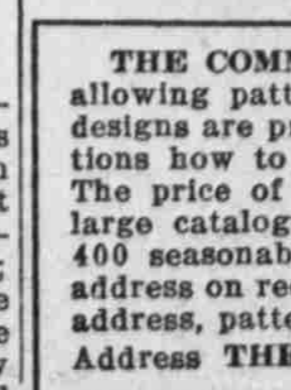 THE COM
allowing patt
designs are p
tions how to
The price of
large catalog
400 seasonab
address on re
address, patte
Address THE